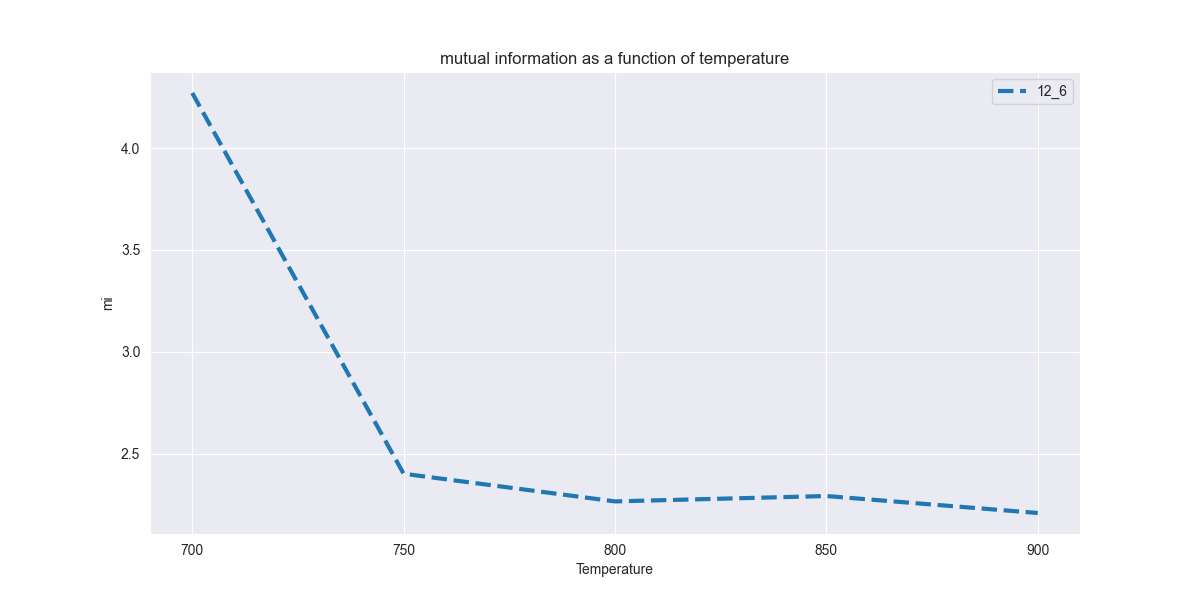 mutual information as a function of temperature
12_6
4.0
3.5
3.0
2.5
mi
700 750 800 850 900
Temperature